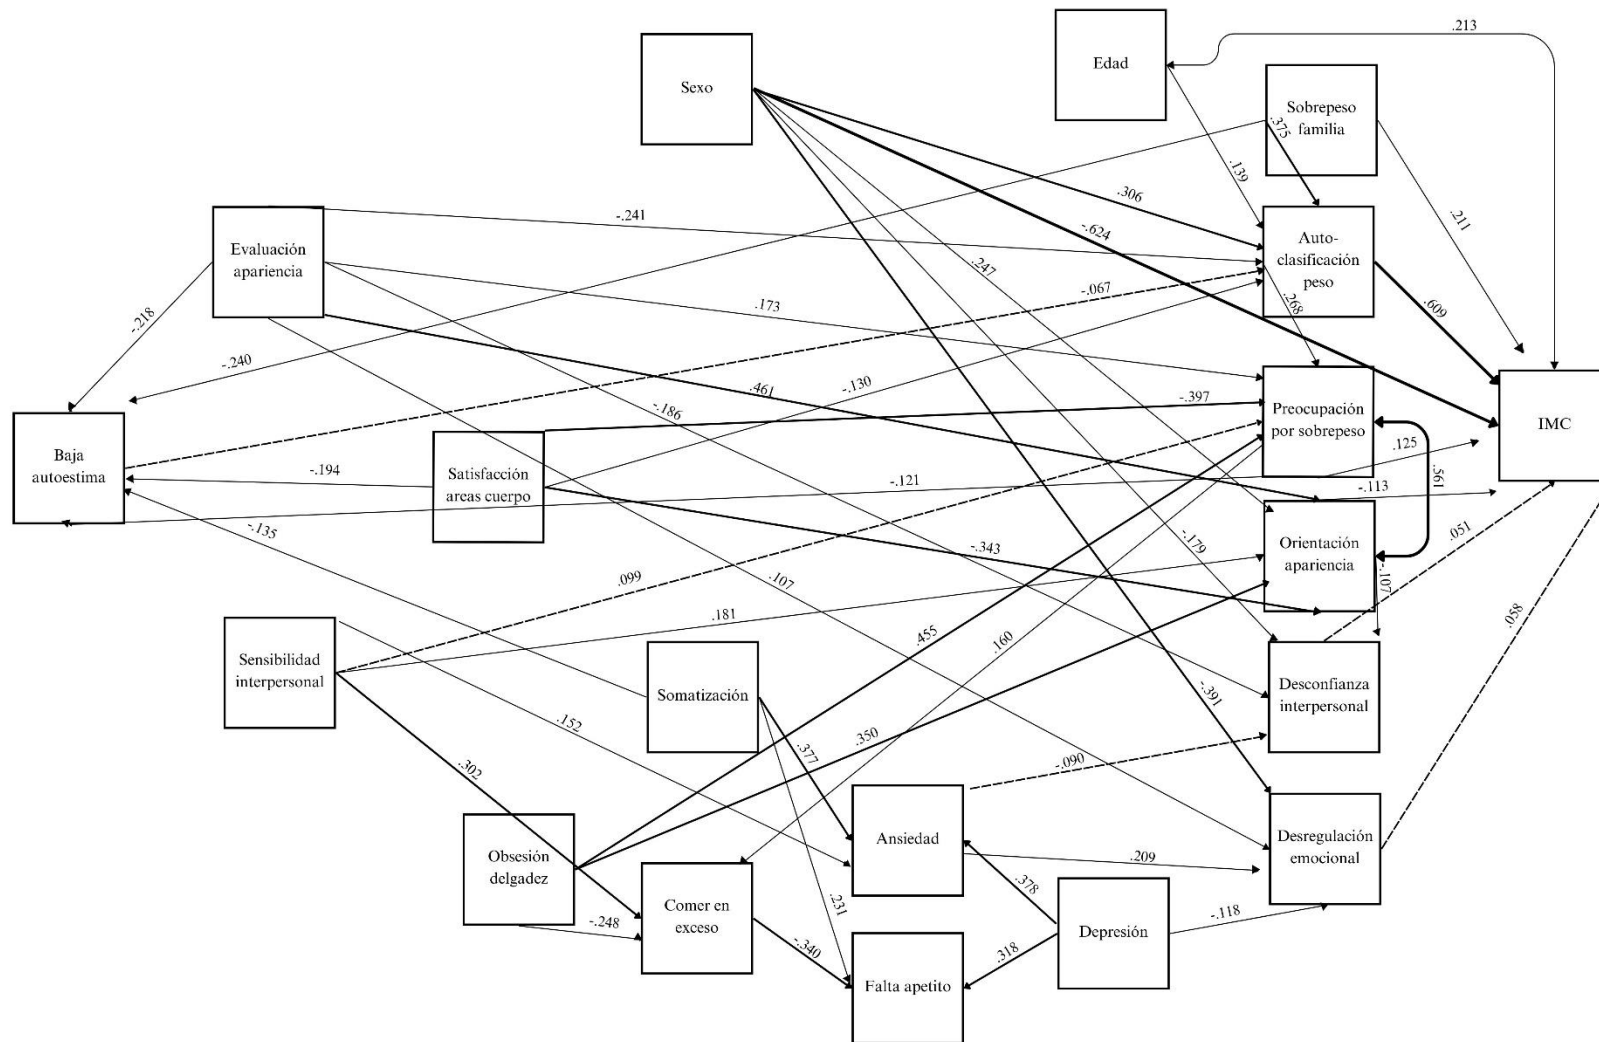 .213
Edad
Sexo
Sobrepeso
familia
.375
.139
.306
.211
-.241
-.624
Evaluación
apariencia
Auto-
clasificación
peso
.247
-.067
.268
.173
.609
-.218
-.240
-.130
.461
-.186
-.397
Preocupación
por sobrepeso
IMC
Baja
autoestima
Satisfacción
areas cuerpo
-.194
-.121
.125
.561
-.113
-.135
-.343
-.179
Orientación
apariencia
.051
-.107
.099
.107
.181
.058
.455
.160
Sensibilidad
interpersonal
Somatización
Desconfianza
interpersonal
-.391
.152
.350
.377
-.090
.302
Obsesión
delgadez
Ansiedad
Desregulación
emocional
.209
.378
.231
-.248
Comer en
exceso
-.118
Depresión
-.340
.318
Falta apetito